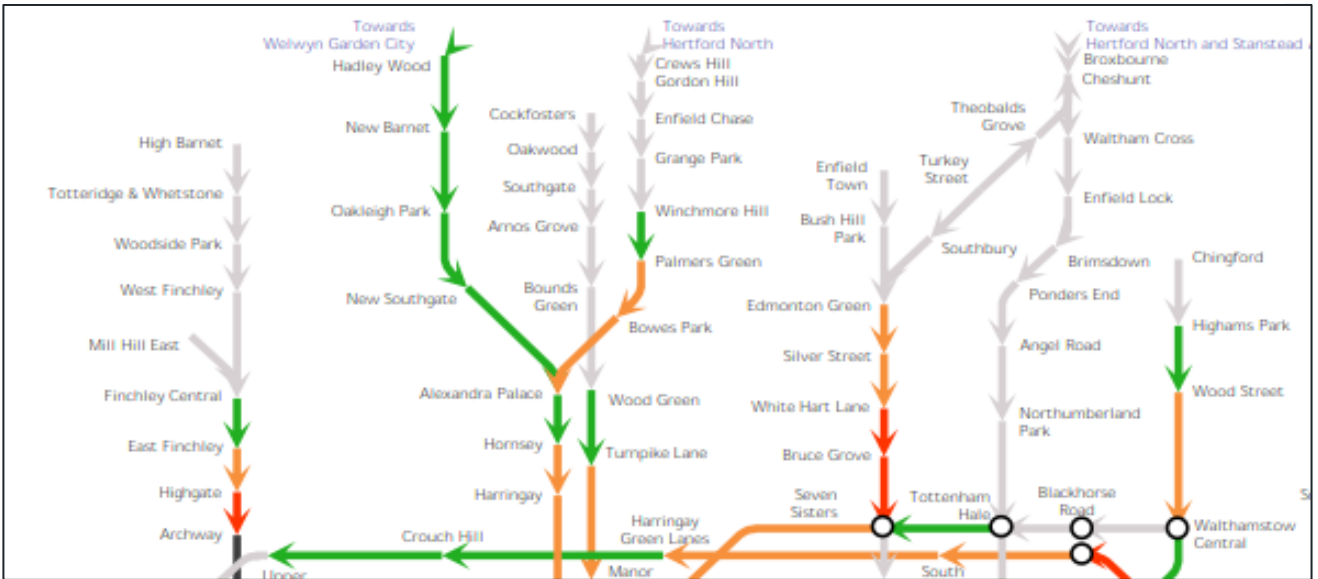 Towards
Welwyn Garden City
Towards
Hertford North
Towards
Hertford North and Stanstead
Hadley Wood
Crews Hill
Gordon Hill
Broxbourne
Cheshunt
Cockfosters
Enfield Chase
Theobalds
Grove
New Barnet
Waltham Cross
High Barnet
Oakwood
Grange Park
Turkey
Street
Enfield
Town
Southgate
Totteridge & Whetstone
Enfield Lock
Oakleigh Park
Winchmore Hill
Arnos Grove
Bush Hill
Park
Woodside Park
Southbury
Brimsdown
Chingford
Palmers Green
West Finchley
Bounds
Green
New Southgate
Ponders End
Edmonton Green
Bowes Park
Highams Park
Mill Hill East
Angel Road
Silver Street
Finchley Central
Alexandra Palace
Wood Green
White Hart Lane
Wood Street
Northumberland
Park
East Finchley
Hornsey
Turnpike Lane
Bruce Grove
Highgate
Harringay
Seven
Sisters
Tottenham
Hale
Blackhorse
Road
Walthamstow
Central
Archway
Crouch Hill
Harringay
Green Lanes
Upper
Manor
South